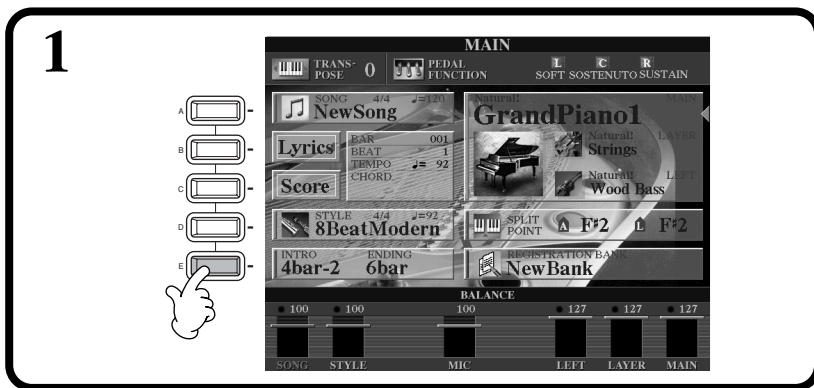 1
MAIN
TRANS-
POSE 0
PEDAL
FUNCTION
L C R
SOFT SOSTENUTO SUSTAIN
A
B
C
D
E
SONG 4/4 ♩=120
NewSong
Lyrics
Score
BAR 001
BEAT 1
TEMPO ♩= 92
CHORD
STYLE 4/4 ♩=92
8BeatModern
INTRO ENDING
4bar-2 6bar
Natural! MAIN
GrandPiano1
Natural! LAYER
Strings
Natural! LEFT
Wood Bass
SPLIT
POINT A F♯2 L F♯2
REGISTRATION BANK
NewBank
BALANCE
100 100 100 127 127 127
SONG STYLE MIC LEFT LAYER MAIN